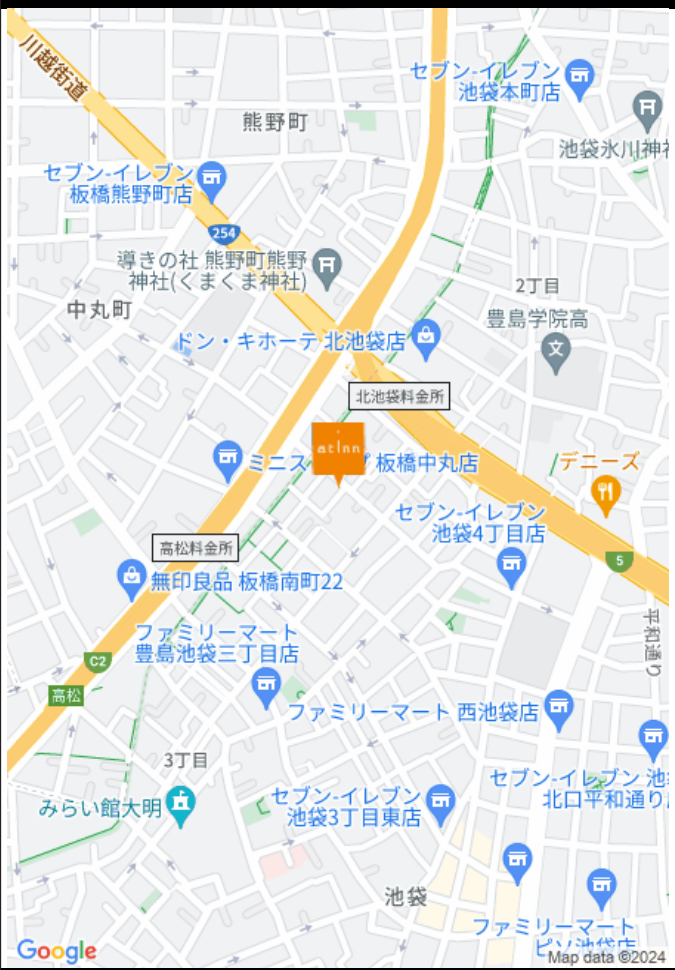 川越街道
セブン-イレブン
池袋本町店
熊野町
池袋氷川神社
セブン-イレブン
板橋熊野町店
254
導きの社 熊野町熊野
神社(くまくま神社)
2丁目
中丸町
豊島学院高
文
ドン・キホーテ 北池袋店
北池袋料金所
atInn
ミニス
板橋中丸店
デニーズ
セブン-イレブン
池袋4丁目店
高松料金所
5
無印良品 板橋南町22
平和通り
ファミリーマート
豊島池袋三丁目店
C2
高松
ファミリーマート 西池袋店
3丁目
セブン-イレブン
北口平和通り
みらい館大明
セブン-イレブン
池袋3丁目東店
池袋
ファミリーマート
Google
Map data ©2024